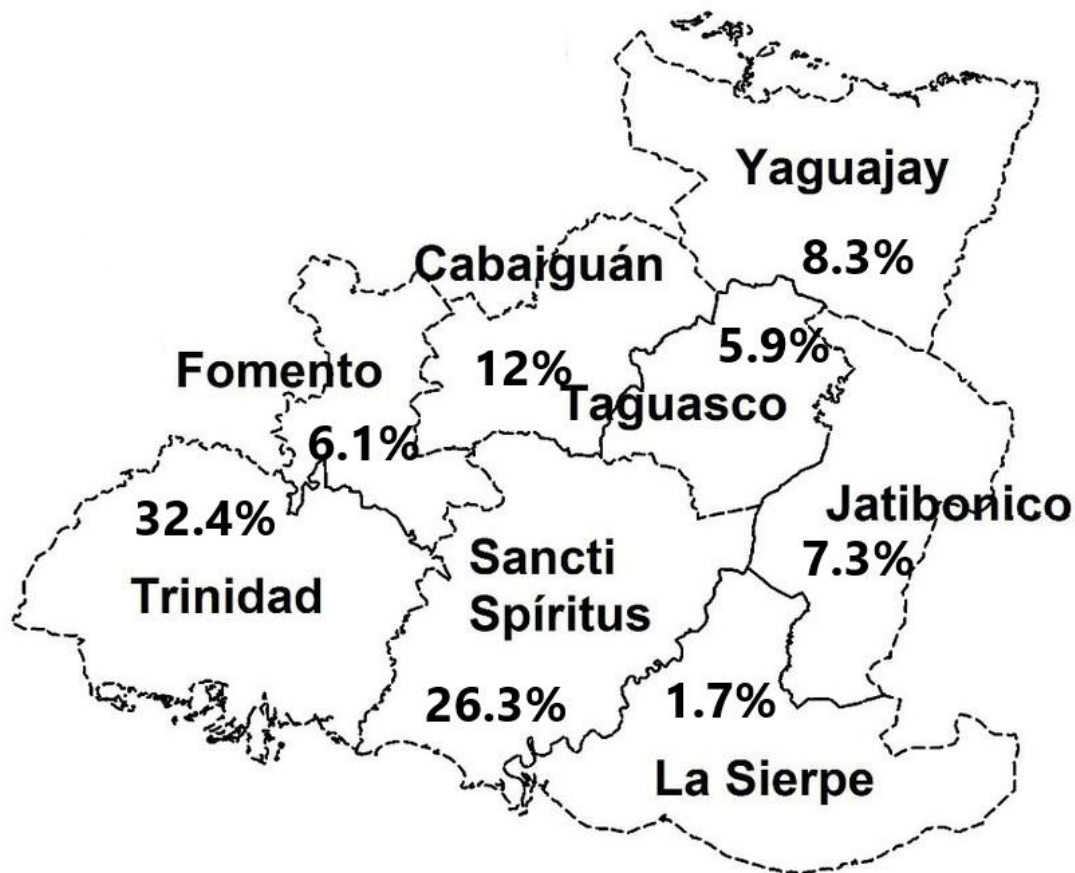 Yaguajay
8.3%
Cabaiguán
12%
5.9%
Taguasco
Fomento
6.1%
32.4%
Trinidad
Jatibonico
7.3%
Sancti
Spíritus
26.3%
1.7%
La Sierpe